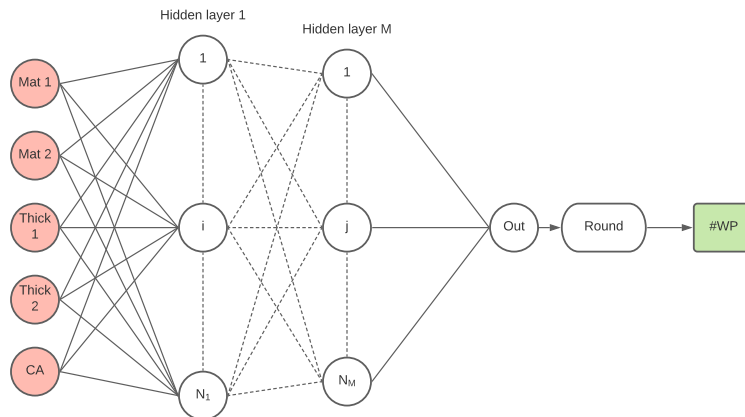 Hidden layer 1
Hidden layer M
Mat 1
Mat 2
Thick
1
Thick
2
CA
1
i
N₁
1
j
N_M
Out
Round
#WP